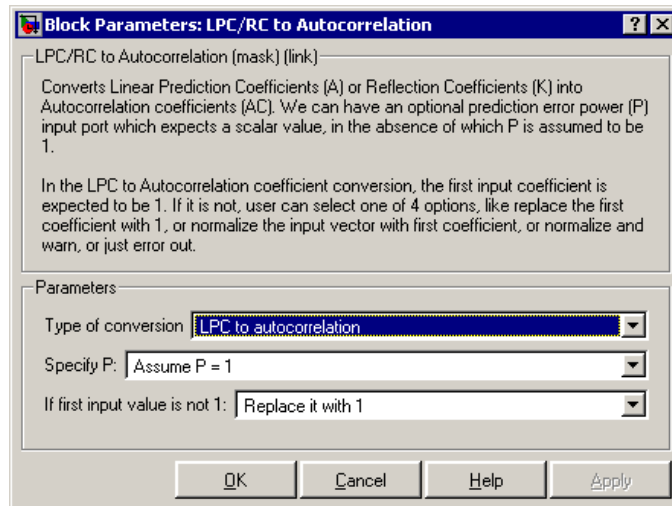 Block Parameters: LPC/RC to Autocorrelation
LPC/RC to Autocorrelation (mask) (link)
Converts Linear Prediction Coefficients (A) or Reflection Coefficients (K) into
Autocorrelation coefficients (AC). We can have an optional prediction error power (P)
input port which expects a scalar value, in the absence of which P is assumed to be
1.
In the LPC to Autocorrelation coefficient conversion, the first input coefficient is
expected to be 1. If it is not, user can select one of 4 options, like replace the first
coefficient with 1, or normalize the input vector with first coefficient, or normalize and
warn, or just error out.
Parameters
Type of conversion LPC to autocorrelation
Specify P: Assume P = 1
If first input value is not 1: Replace it with 1
OK Cancel Help Apply